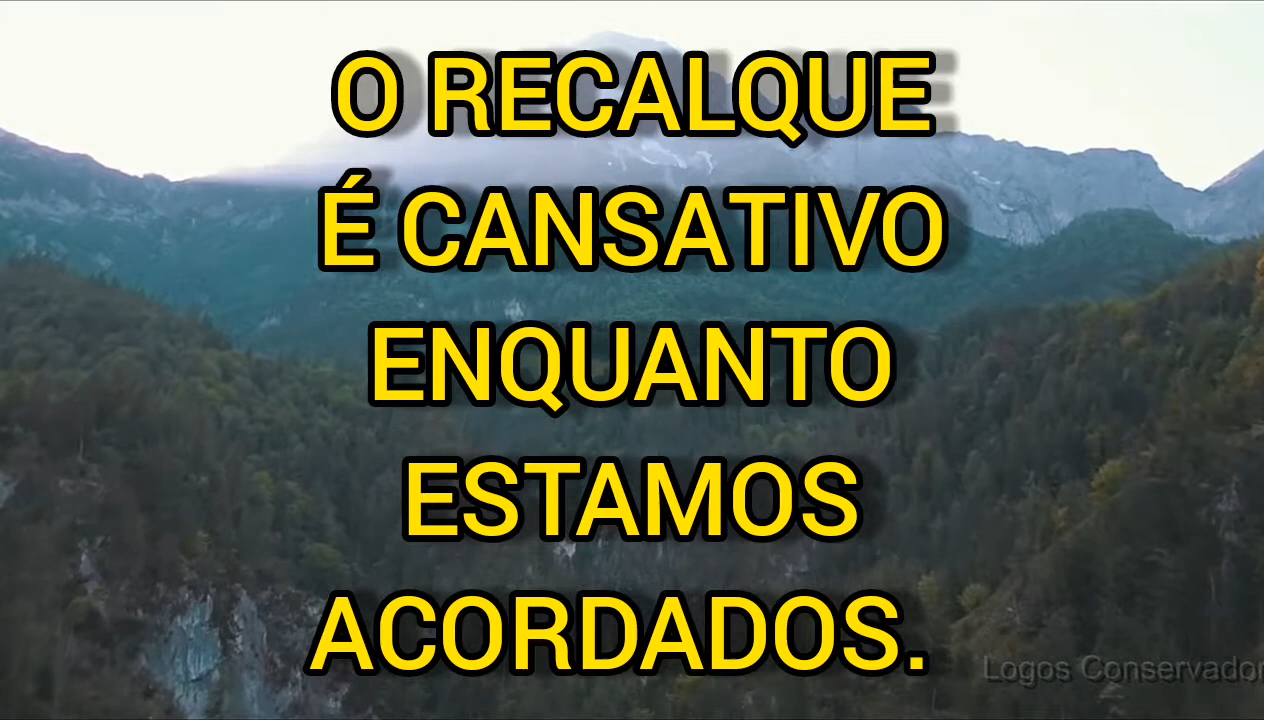 O RECALQUE
É CANSATIVO
ENQUANTO
ESTAMOS
ACORDADOS.
Logos Conservador